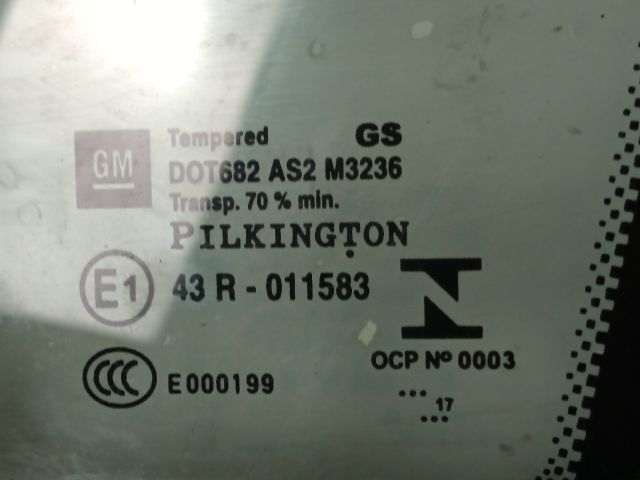 Tempered GS
GM
DOT682 AS2 M3236
Transp. 70 % min.
PILKINGTON
E1 43 R - 011583
CCC E000199
OCP Nº 0003
... 17
...